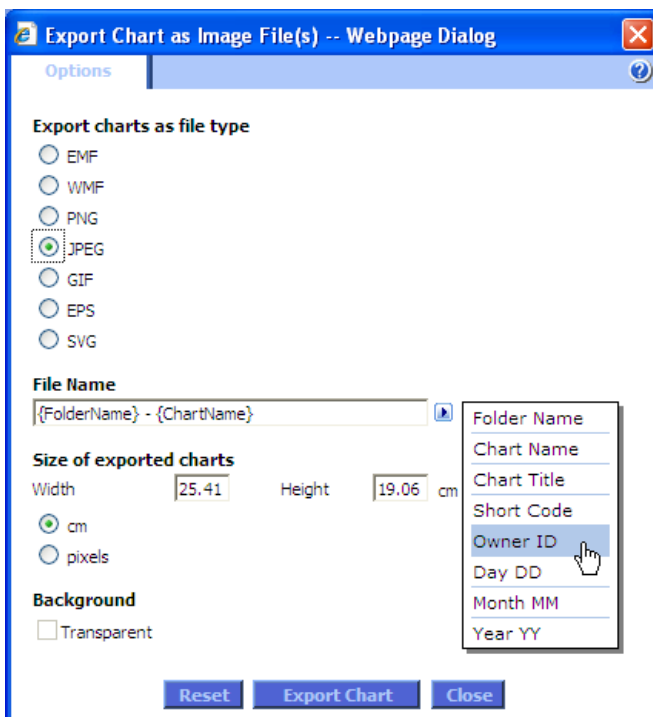 Export Chart as Image File(s) -- Webpage Dialog
Options
Export charts as file type
EMF
WMF
PNG
JPEG
GIF
EPS
SVG
File Name
{FolderName} - {ChartName}
Size of exported charts
Width 25.41 Height 19.06 cm
cm
pixels
Background
Transparent
Folder Name
Chart Name
Chart Title
Short Code
Owner ID
Day DD
Month MM
Year YY
Reset Export Chart Close